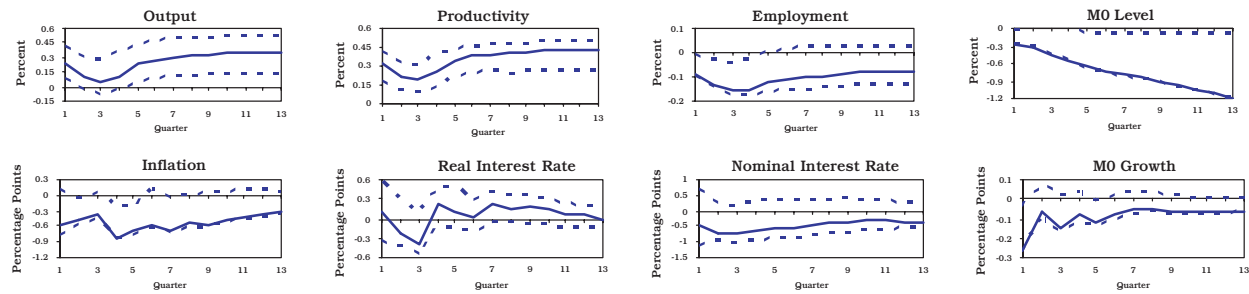 Output
Percent
0.6
0.45
0.3
0.15
0
-0.15
1 3 5 7 9 11 13
Quarter
Productivity
Percent
0.6
0.45
0.3
0.15
0
1 3 5 7 9 11 13
Quarter
Employment
Percent
0.1
0
-0.1
-0.2
1 3 5 7 9 11 13
Quarter
M0 Level
Percent
0
-0.3
-0.6
-0.9
-1.2
1 3 5 7 9 11 13
Quarter
Inflation
Percentage Points
0.3
0
-0.3
-0.6
-0.9
-1.2
1 3 5 7 9 11 13
Quarter
Real Interest Rate
Percentage Points
0.6
0.3
0
-0.3
-0.6
1 3 5 7 9 11 13
Quarter
Nominal Interest Rate
Percentage Points
1
0.5
0
-0.5
-1
-1.5
1 3 5 7 9 11 13
Quarter
M0 Growth
Percentage Points
0.1
0
-0.1
-0.2
-0.3
1 3 5 7 9 11 13
Quarter